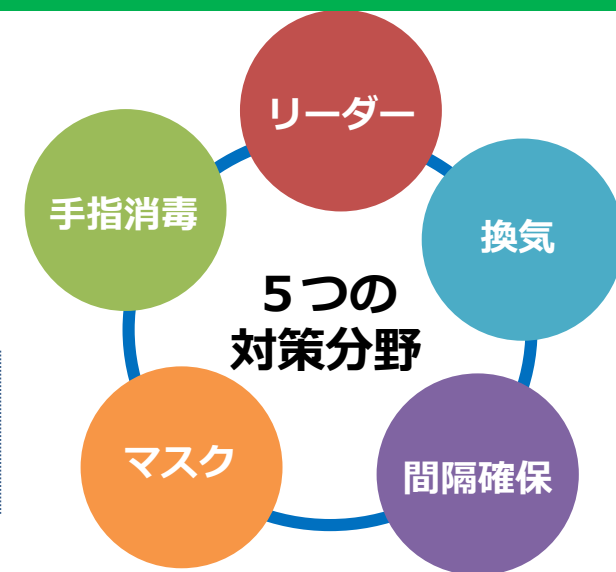 リーダー
手指消毒
換気
５つの
対策分野
マスク
間隔確保